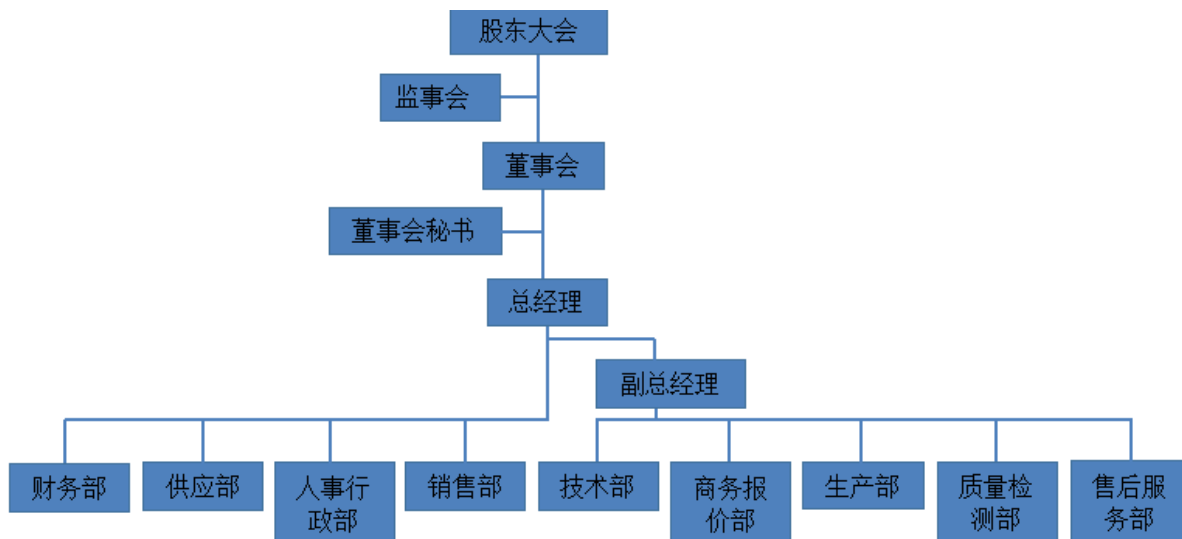 股东大会
监事会
董事会
董事会秘书
总经理
副总经理
财务部
供应部
人事行
政部
销售部
技术部
商务报
价部
生产部
质量检
测部
售后服
务部